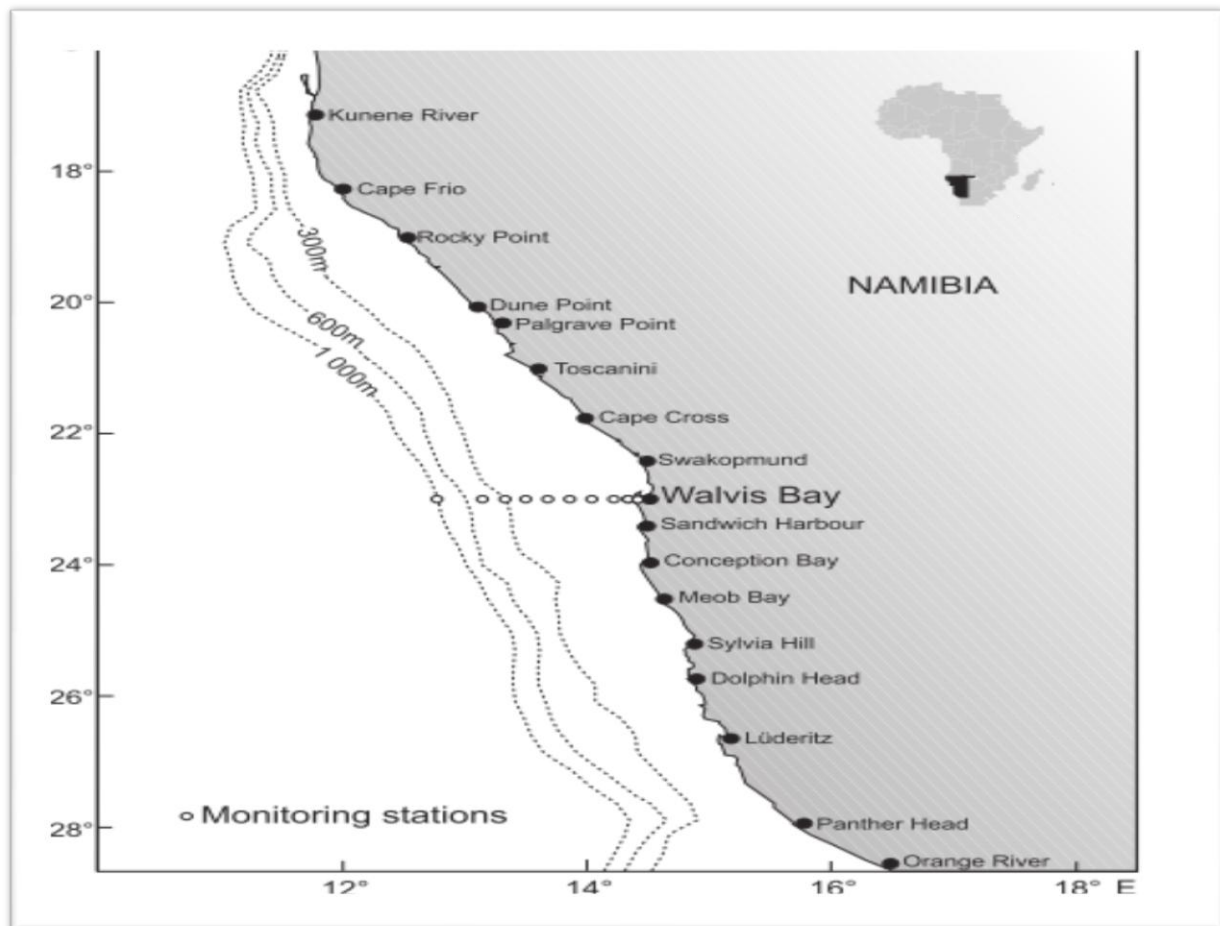 Kunene River
18°
Cape Frio
300m
Rocky Point
NAMIBIA
20°
Dune Point
600m
Palgrave Point
1 000m
Toscanini
Cape Cross
22°
Swakopmund
Walvis Bay
Sandwich Harbour
24°
Conception Bay
Meob Bay
Sylvia Hill
Dolphin Head
26°
Lüderitz
Monitoring stations
28°
Panther Head
Orange River
12°
14°
16°
18° E